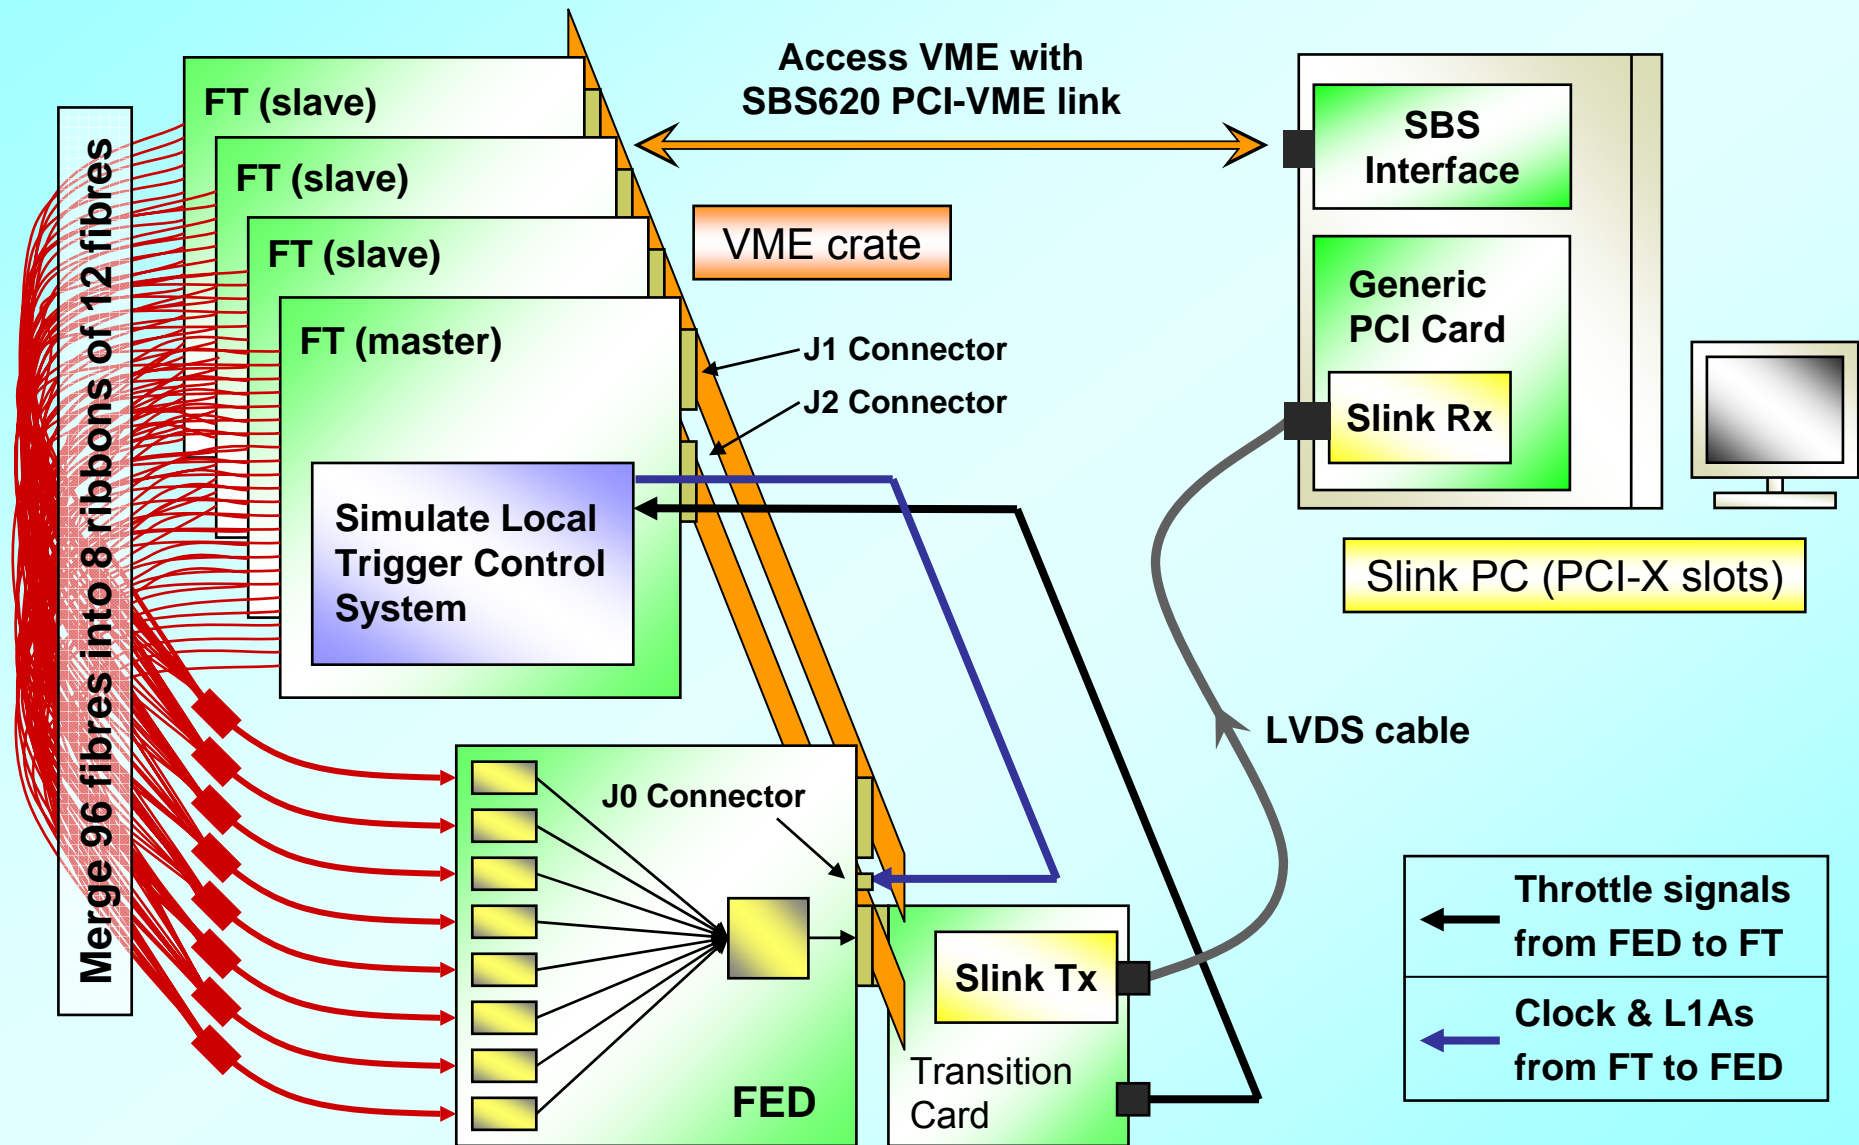 Access VME with
SBS620 PCI-VME link
FT (slave)
FT (slave)
FT (slave)
FT (master)
Merge 96 fibres into 8 ribbons of 12 fibres
VME crate
J1 Connector
J2 Connector
Simulate Local
Trigger Control
System
SBS
Interface
Generic
PCI Card
Slink Rx
Slink PC (PCI-X slots)
LVDS cable
J0 Connector
FED
Slink Tx
Transition
Card
Throttle signals
from FED to FT
Clock & L1As
from FT to FED